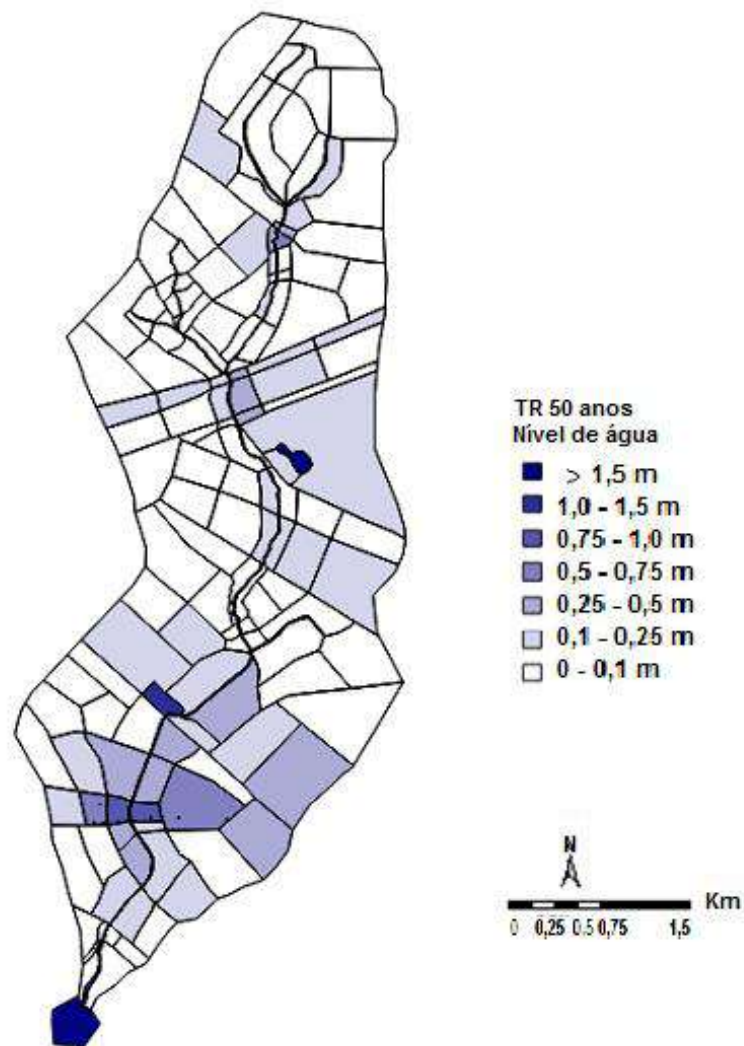 TR 50 anos
Nível de água
> 1,5 m
1,0 - 1,5 m
0,75 - 1,0 m
0,5 - 0,75 m
0,25 - 0,5 m
0,1 - 0,25 m
0 - 0,1 m
N
Km
0 0,25 0.5 0,75 1,5